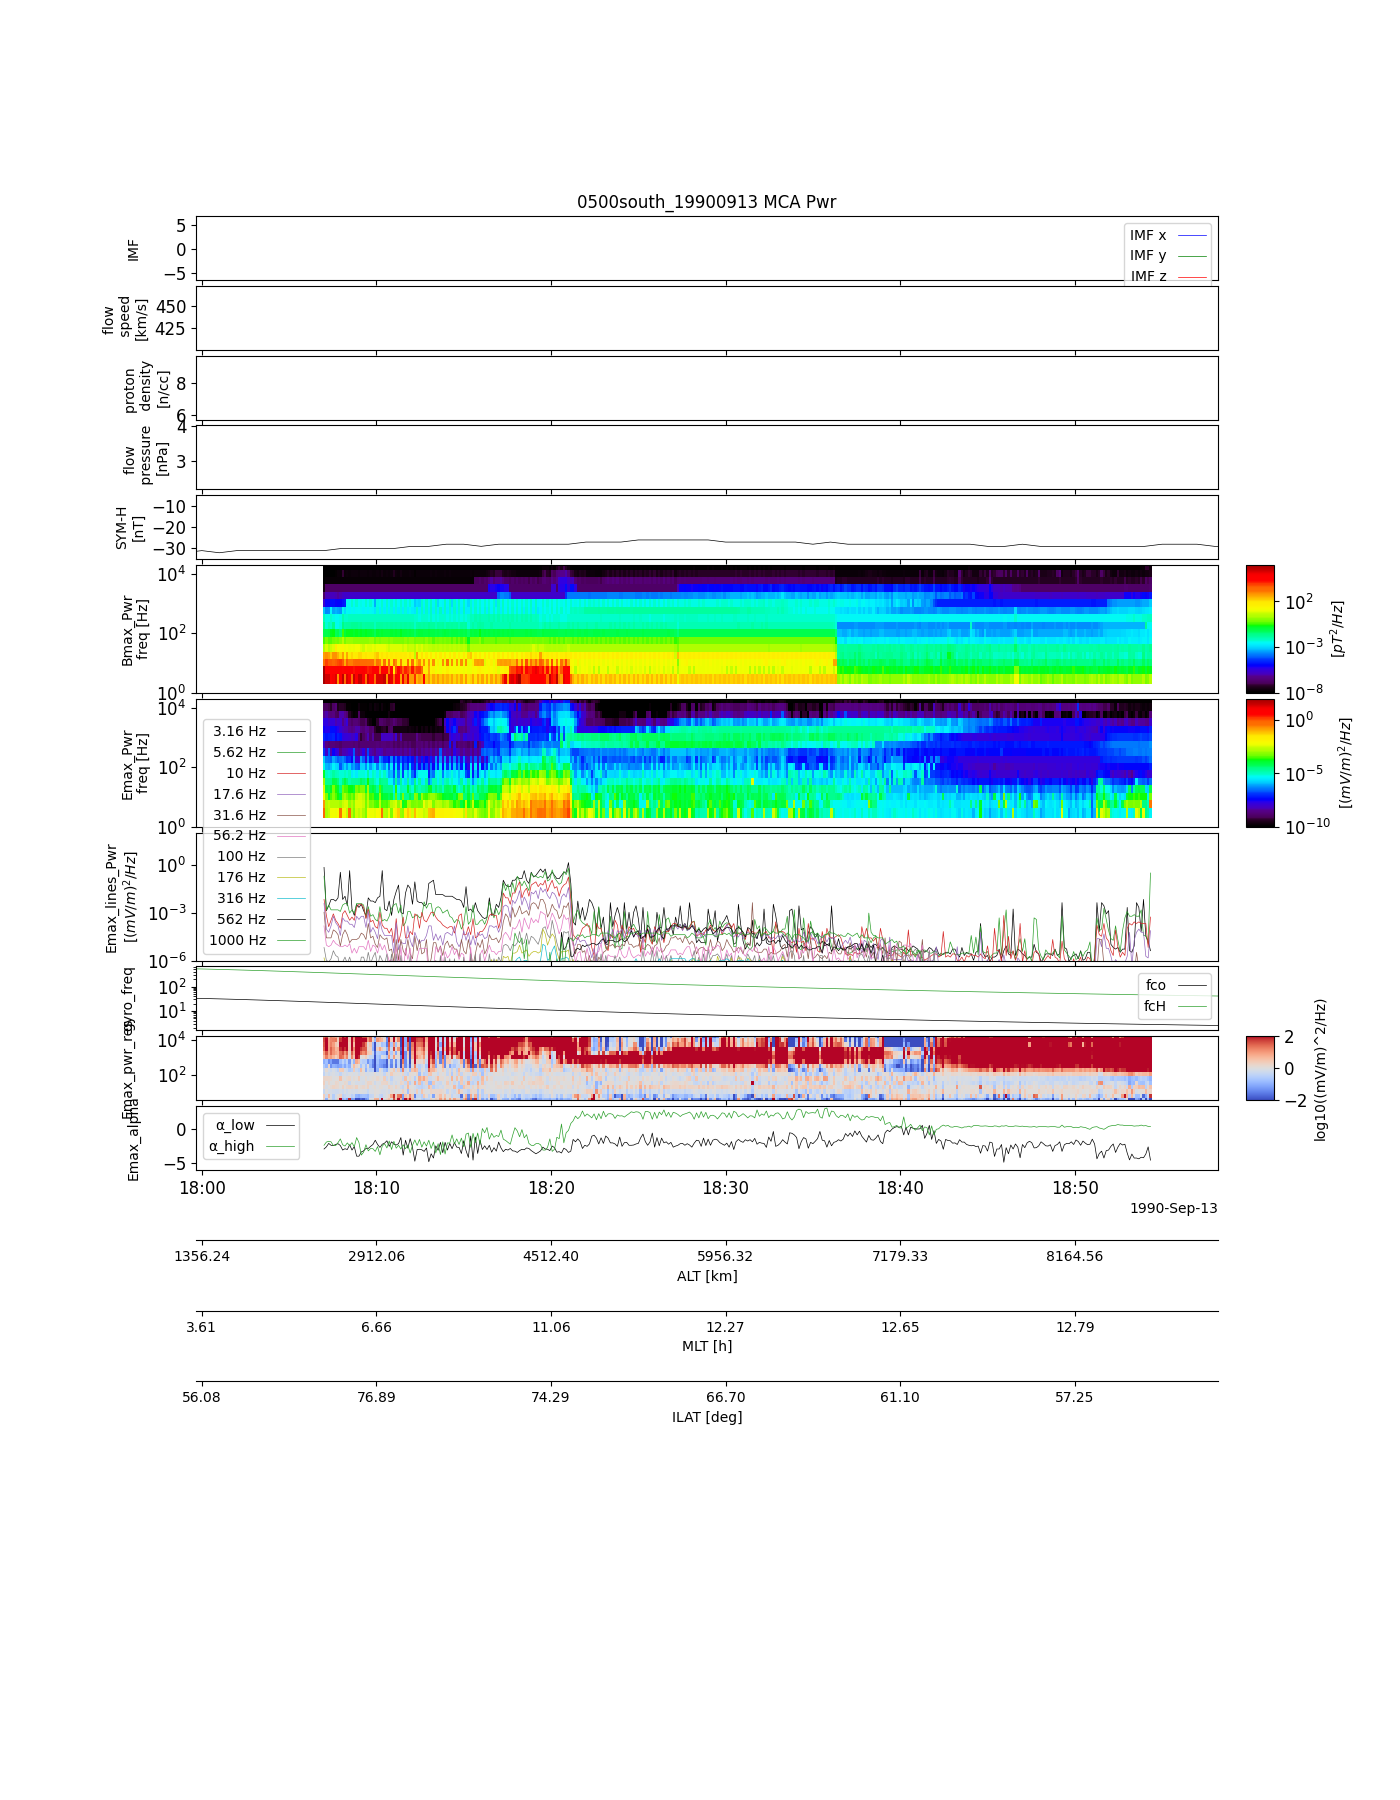 0500south_19900913 MCA Pwr
5
0
−5
IMF
IMF x
IMF y
IMF z
450
425
flow
speed
[km/s]
8
6
proton
density
[n/cc]
4
3
flow
pressure
[nPa]
−10
−20
−30
SYM-H
[nT]
10^4
10^2
10^0
Bmax_Pwr
freq [Hz]
10^2
10^−3
10^−8
[pT^2/Hz]
10^4
10^2
10^0
Emax_Pwr
freq [Hz]
10^0
10^−5
10^−10
[(mV/m)^2/Hz]
3.16 Hz
5.62 Hz
10 Hz
17.6 Hz
31.6 Hz
56.2 Hz
100 Hz
176 Hz
316 Hz
562 Hz
1000 Hz
10^0
10^−3
10^−6
Emax_lines_Pwr
[(mV/m)^2/Hz]
10^2
10^1
gyro_freq
fco
fcH
10^4
10^2
Emax_pwr_reg
2
0
−2
log10((mV/m)^2/Hz)
0
−5
Emax_alpha
α_low
α_high
18:00 18:10 18:20 18:30 18:40 18:50
1990-Sep-13
1356.24 2912.06 4512.40 5956.32 7179.33 8164.56
ALT [km]
3.61 6.66 11.06 12.27 12.65 12.79
MLT [h]
56.08 76.89 74.29 66.70 61.10 57.25
ILAT [deg]